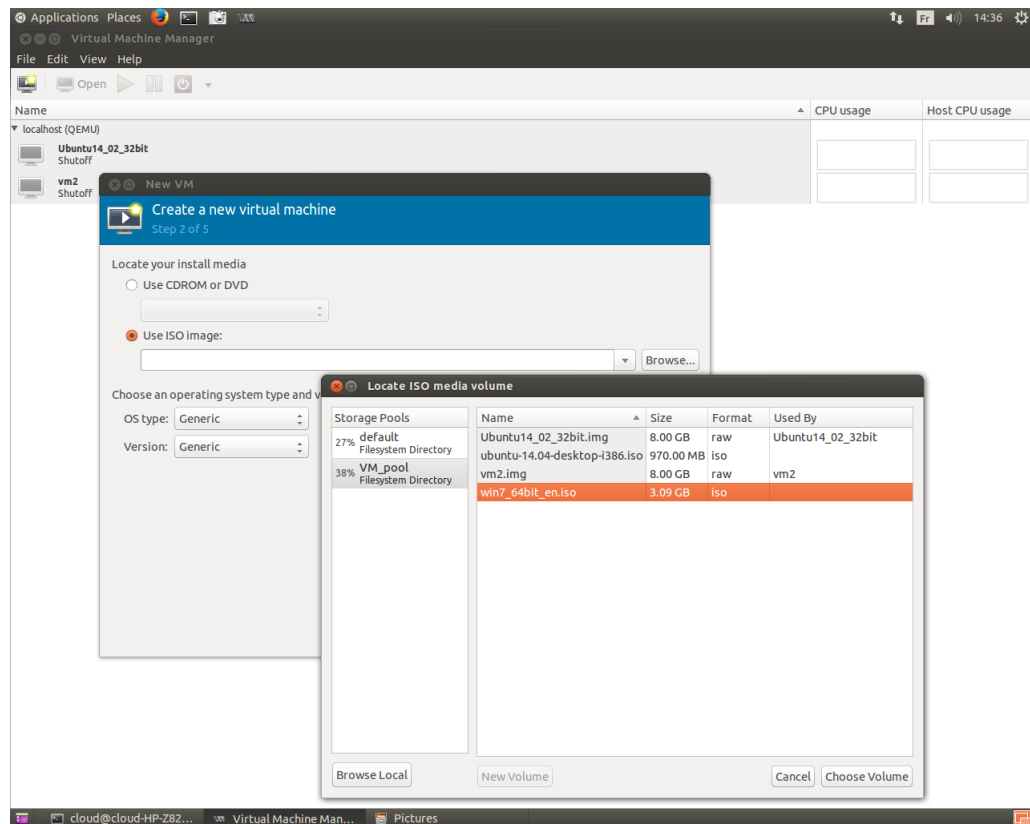 Applications Places Fr 14:36
Virtual Machine Manager
File Edit View Help
Open
Name CPU usage Host CPU usage
localhost (QEMU)
Ubuntu14_02_32bit
Shutoff
vm2
Shutoff
New VM
Create a new virtual machine
Step 2 of 5
Locate your install media
Use CDROM or DVD
Use ISO image:
Browse...
Choose an operating system type and v
OS type: Generic
Version: Generic
Locate ISO media volume
Storage Pools
27% default
Filesystem Directory
38% VM_pool
Filesystem Directory
Name Size Format Used By
Ubuntu14_02_32bit.img 8.00 GB raw Ubuntu14_02_32bit
ubuntu-14.04-desktop-i386.iso 970.00 MB iso
vm2.img 8.00 GB raw vm2
win7_64bit_en.iso 3.09 GB iso
Browse Local New Volume Cancel Choose Volume
cloud@cloud-HP-Z82... Virtual Machine Man... Pictures